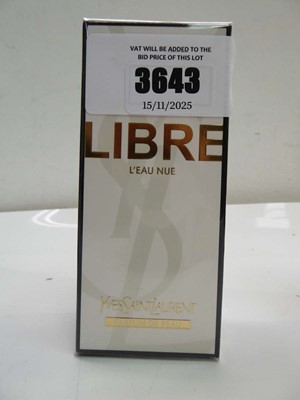 VAT WILL BE ADDED TO THE
BID PRICE OF THIS LOT
3643
15/11/2025
LIBRE
L'EAU NUE
YVESSAINTLAURENT